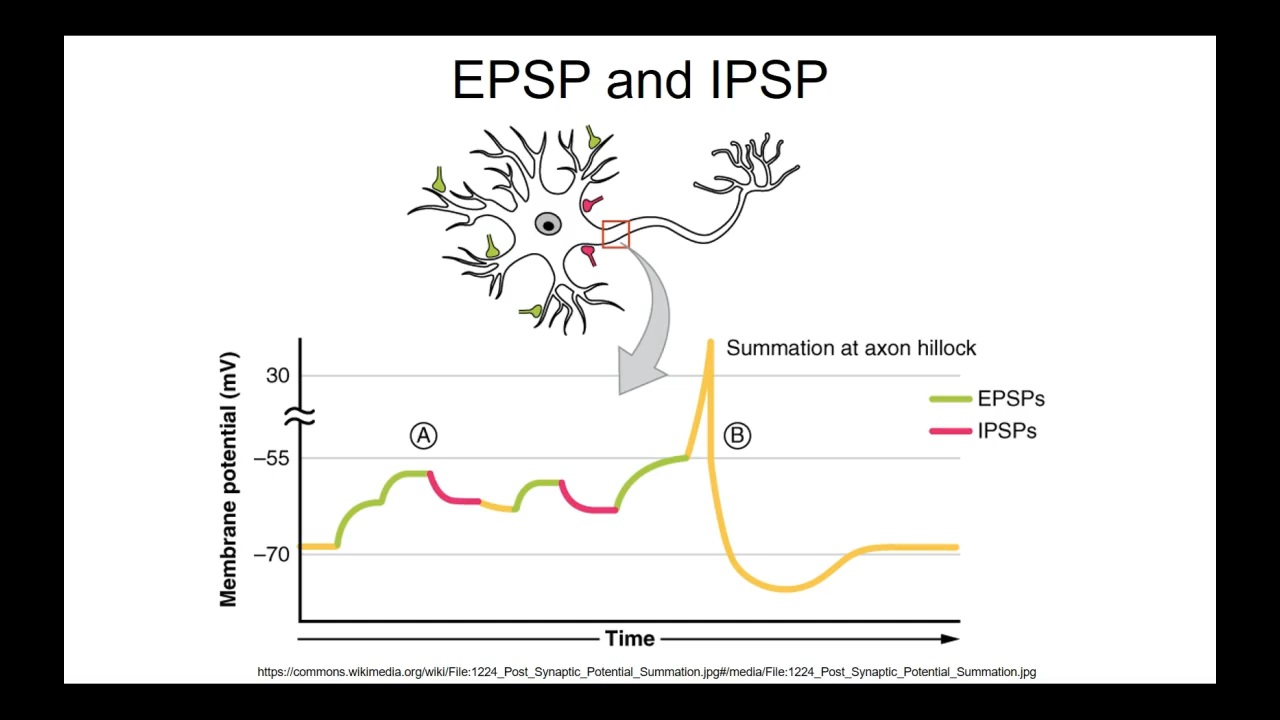 EPSP and IPSP
Summation at axon hillock
Membrane potential (mV)
30
–55
–70
A
B
EPSPs
IPSPs
Time
https://commons.wikimedia.org/wiki/File:1224_Post_Synaptic_Potential_Summation.jpg#/media/File:1224_Post_Synaptic_Potential_Summation.jpg